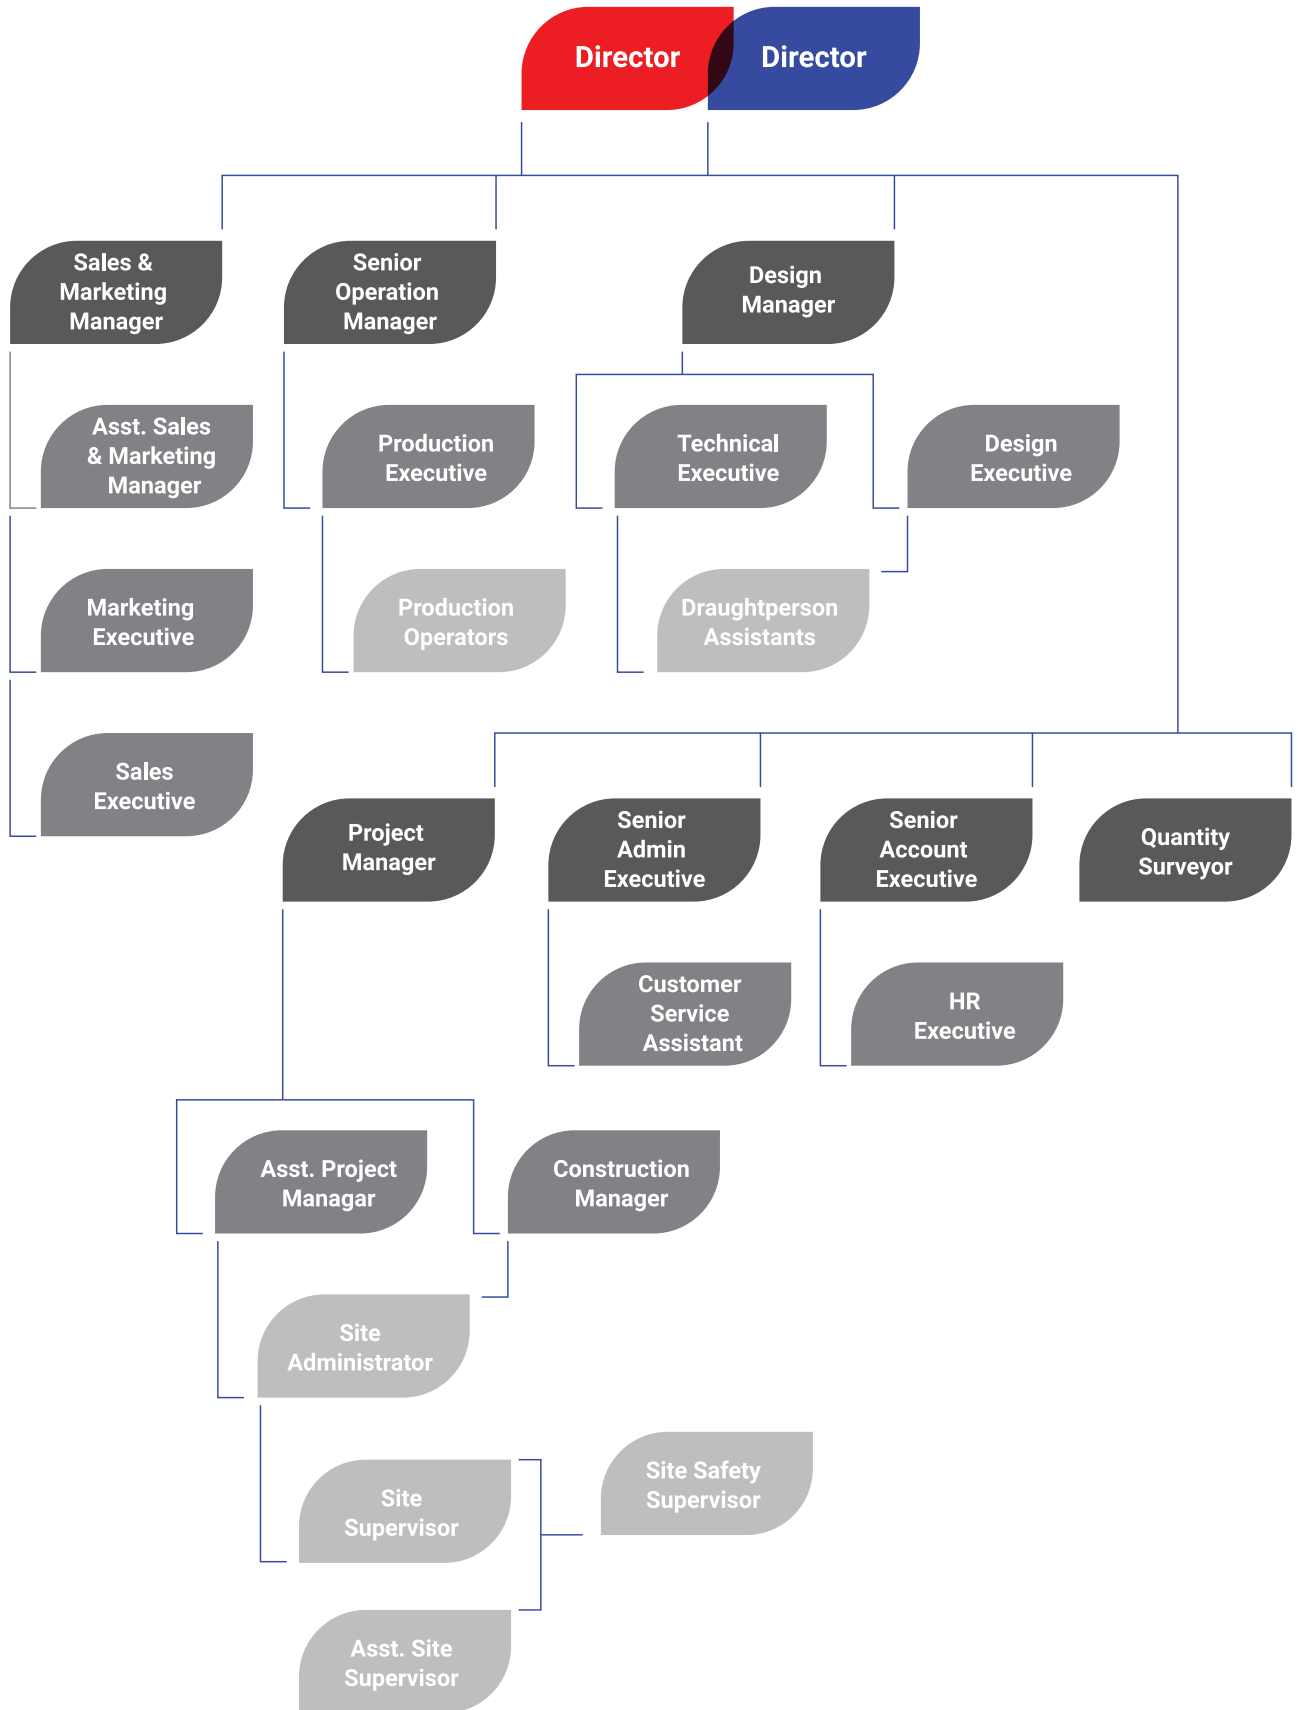 Director
Director
Sales &
Marketing
Manager
Senior
Operation
Manager
Design
Manager
Asst. Sales
& Marketing
Manager
Production
Executive
Technical
Executive
Design
Executive
Marketing
Executive
Production
Operators
Draughtperson
Assistants
Sales
Executive
Project
Manager
Senior
Admin
Executive
Senior
Account
Executive
Quantity
Surveyor
Customer
Service
Assistant
HR
Executive
Asst. Project
Managar
Construction
Manager
Site
Administrator
Site Safety
Supervisor
Site
Supervisor
Asst. Site
Supervisor